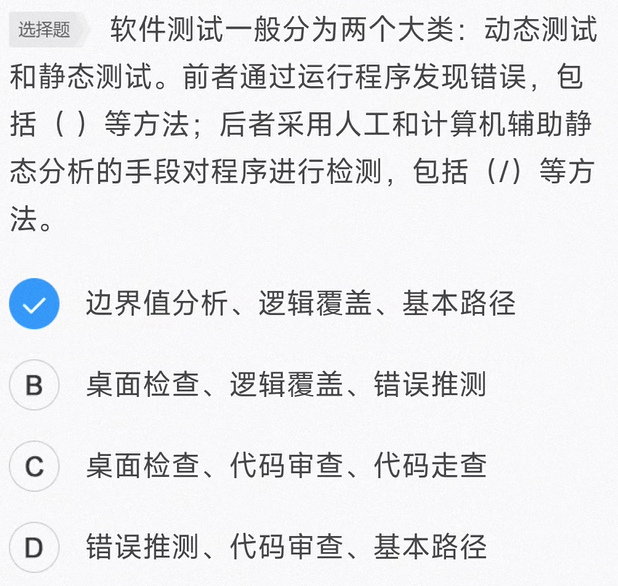 选择题 软件测试一般分为两个大类：动态测试
和静态测试。前者通过运行程序发现错误，包
括（ ）等方法；后者采用人工和计算机辅助静
态分析的手段对程序进行检测，包括（/）等方
法。
边界值分析、逻辑覆盖、基本路径
B 桌面检查、逻辑覆盖、错误推测
C 桌面检查、代码审查、代码走查
D 错误推测、代码审查、基本路径